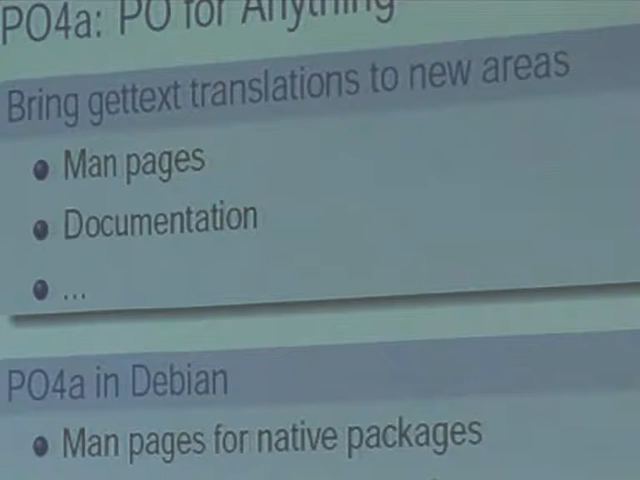 PO4a: PO for Anything
Bring gettext translations to new areas
Man pages
Documentation
...
PO4a in Debian
Man pages for native packages